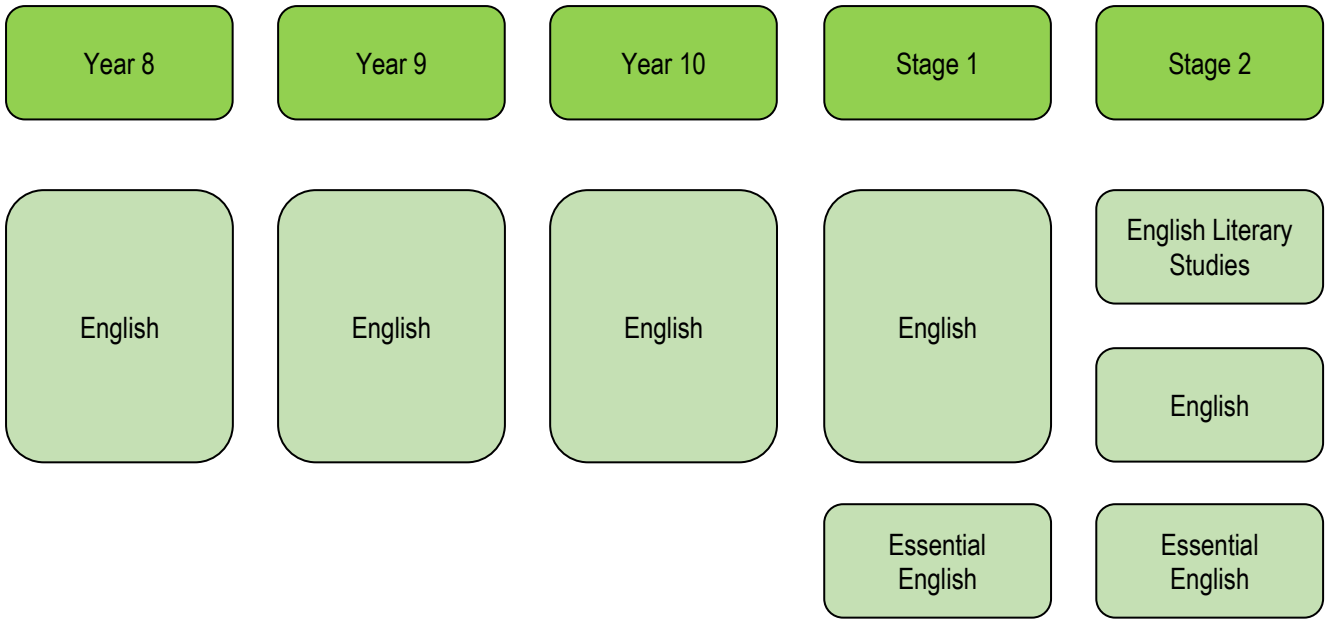 Year 8
Year 9
Year 10
Stage 1
Stage 2
English
English
English
English
English Literary
Studies
English
Essential
English
Essential
English